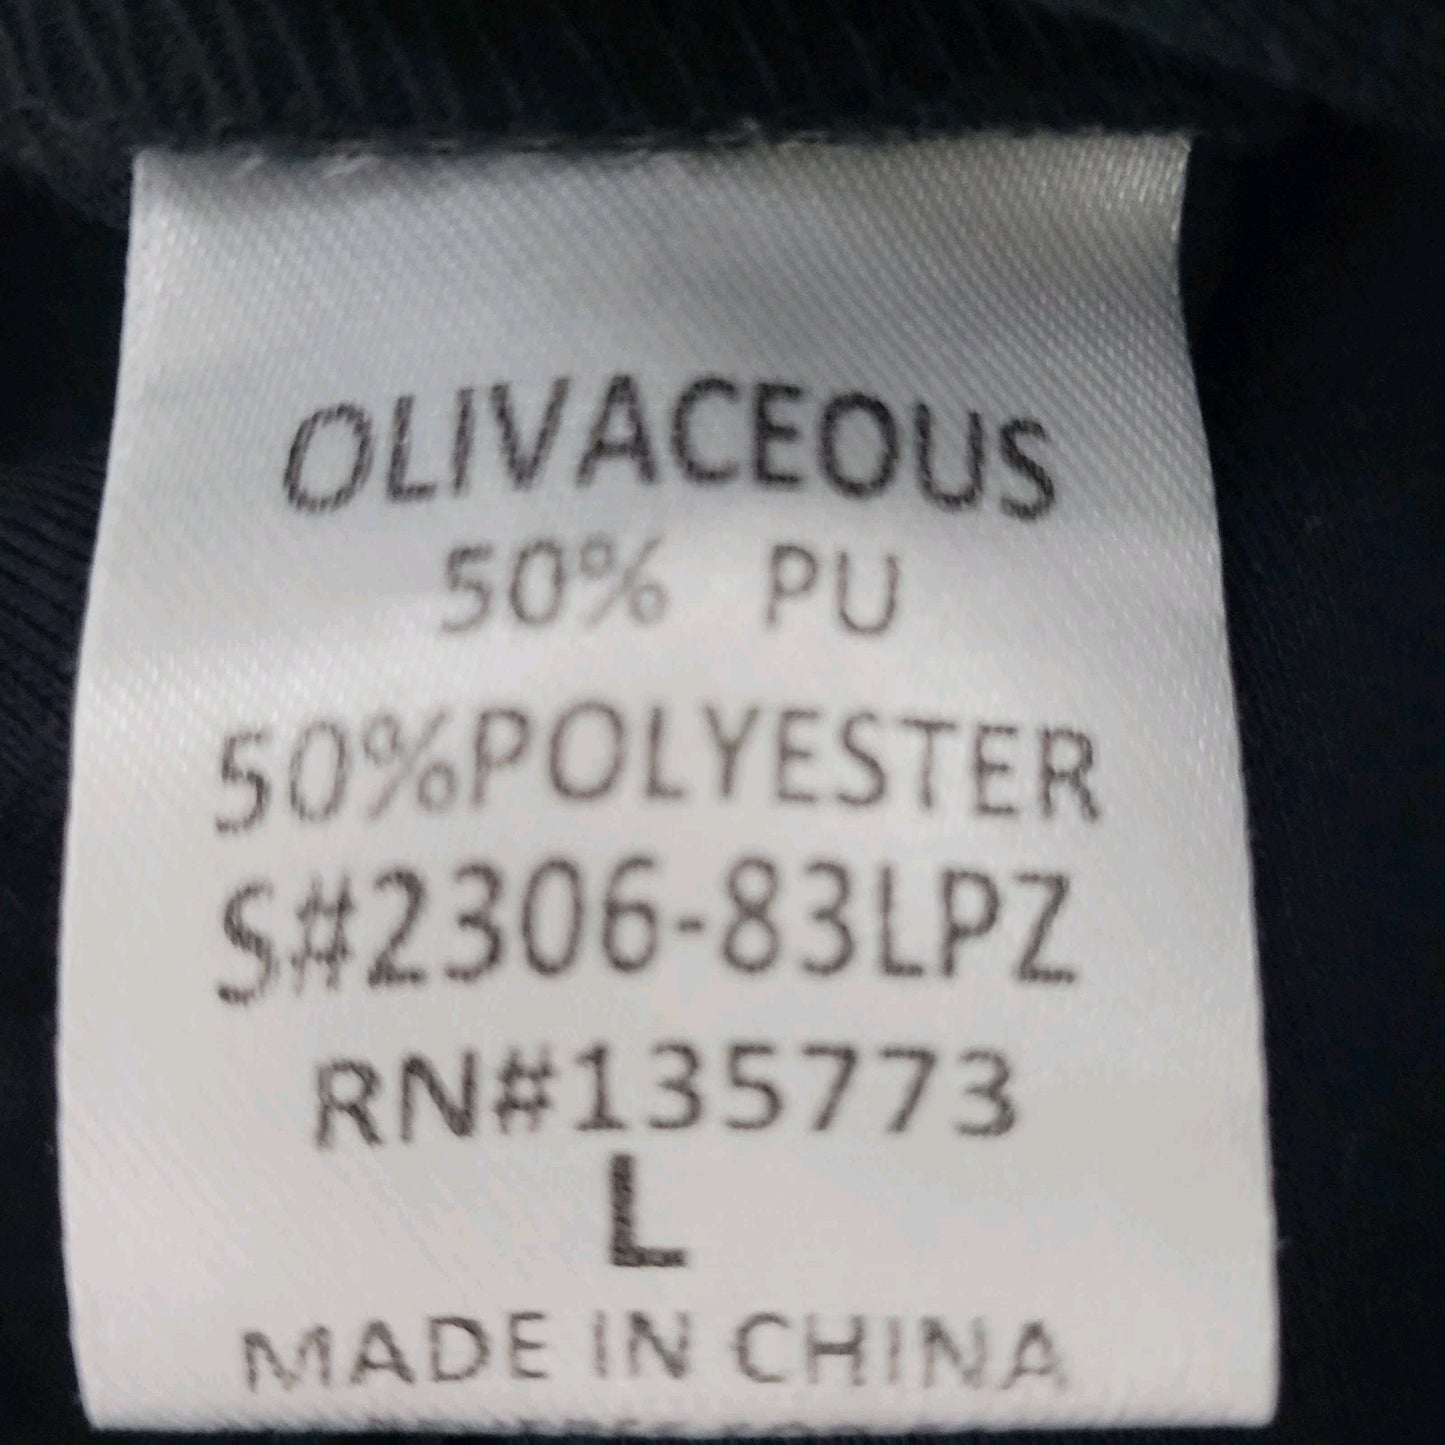 OLIVACEOUS
50% PU
50%POLYESTER
S#2306-83LPZ
RN#135773
L
MADE IN CHINA